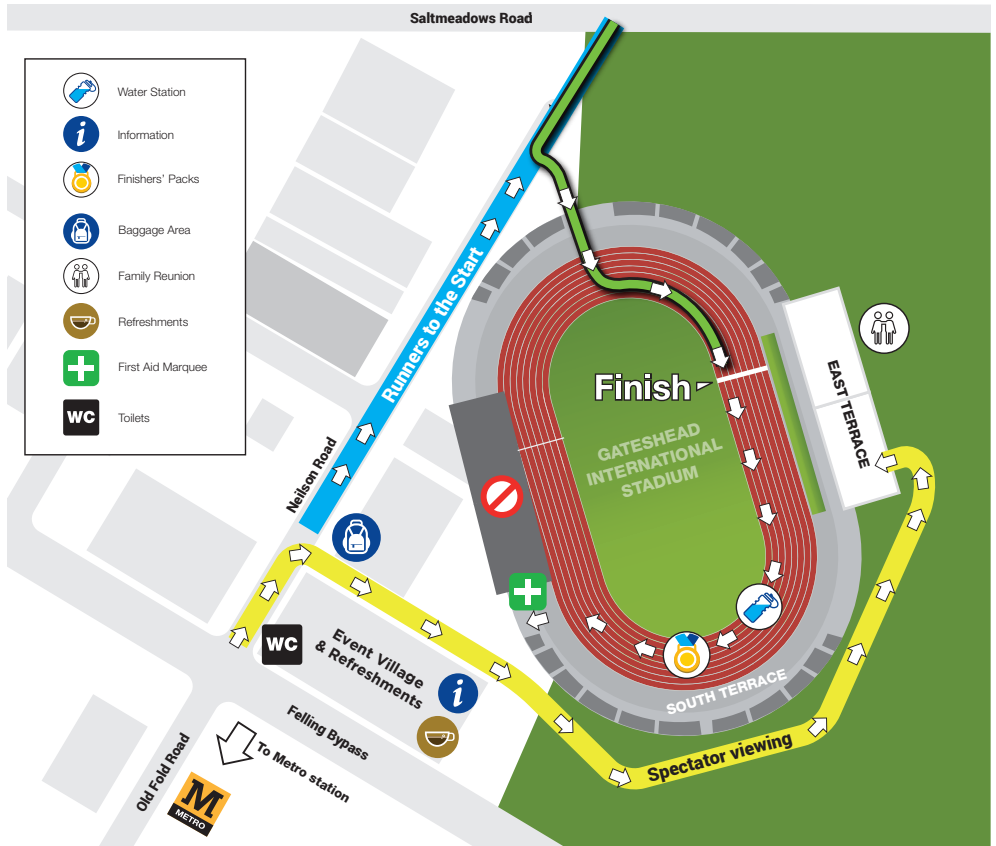 Saltmeadows Road
Water Station
i
Information
Finishers' Packs
Baggage Area
Family Reunion
Refreshments
First Aid Marquee
WC
Toilets
Runners to the Start
Neilson Road
Finish
GATESHEAD
INTERNATIONAL
STADIUM
EAST TERRACE
SOUTH TERRACE
WC
Event Village
& Refreshments
i
Felling Bypass
Spectator viewing
Old Fold Road
To Metro station
M
METRO